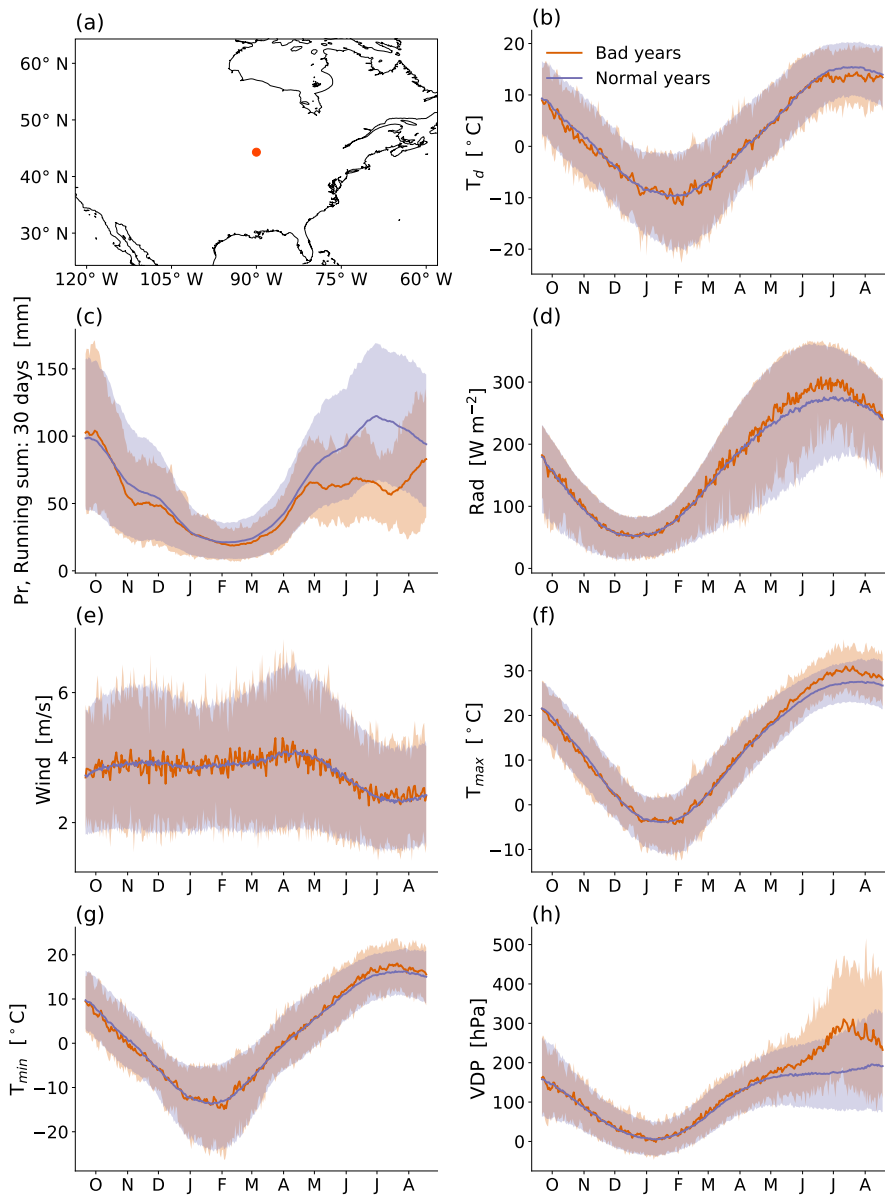 (a)
60° N
50° N
40° N
30° N
120° W 105° W 90° W 75° W 60° W
(b)
Bad years
Normal years
T_d [°C]
20
10
0
−10
−20
O N D J F M A M J J A
(c)
Pr, Running sum: 30 days [mm]
150
100
50
0
O N D J F M A M J J A
(d)
Rad [W m⁻²]
300
200
100
0
O N D J F M A M J J A
(e)
Wind [m/s]
6
4
2
O N D J F M A M J J A
(f)
T_max [°C]
30
20
10
0
−10
O N D J F M A M J J A
(g)
T_min [°C]
20
10
0
−10
−20
O N D J F M A M J J A
(h)
VDP [hPa]
500
400
300
200
100
0
O N D J F M A M J J A